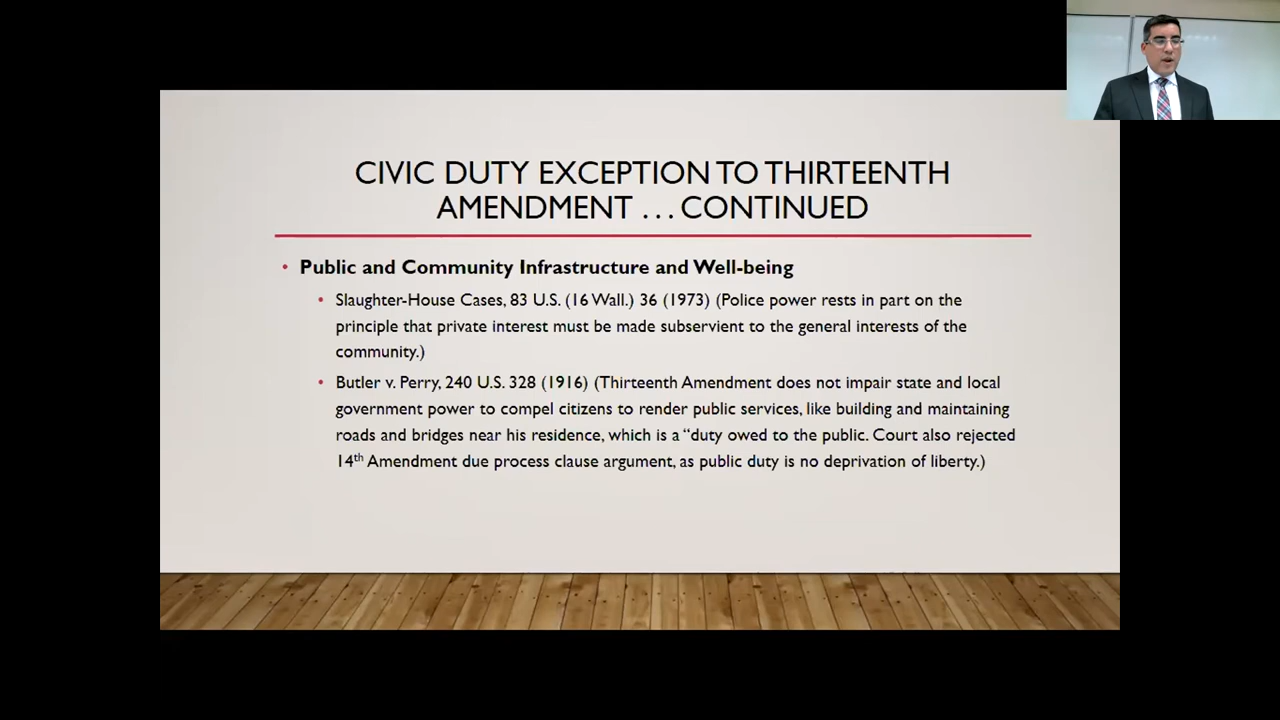 CIVIC DUTY EXCEPTION TO THIRTEENTH
AMENDMENT ... CONTINUED
• Public and Community Infrastructure and Well-being
• Slaughter-House Cases, 83 U.S. (16 Wall.) 36 (1973) (Police power rests in part on the
principle that private interest must be made subservient to the general interests of the
community.)
• Butler v. Perry, 240 U.S. 328 (1916) (Thirteenth Amendment does not impair state and local
government power to compel citizens to render public services, like building and maintaining
roads and bridges near his residence, which is a “duty owed to the public. Court also rejected
14th Amendment due process clause argument, as public duty is no deprivation of liberty.)